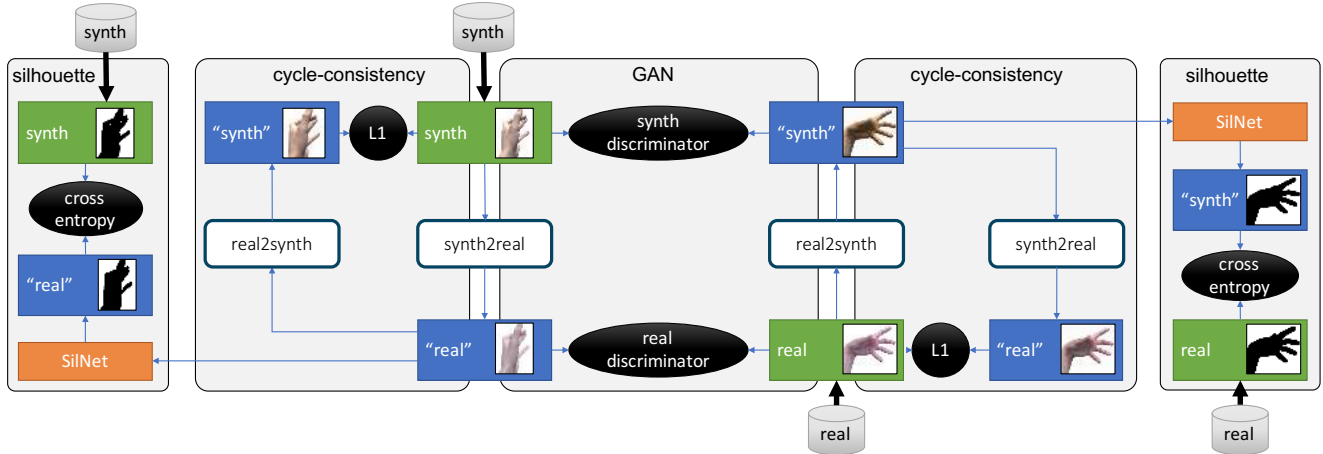 synth
synth
silhouette
cycle-consistency
GAN
cycle-consistency
silhouette
synth
“synth”
L1
synth
synth
discriminator
“synth”
SilNet
cross
entropy
real2synth
synth2real
real2synth
synth2real
“synth”
“real”
cross
entropy
SilNet
“real”
real
discriminator
real
L1
“real”
real
real
real